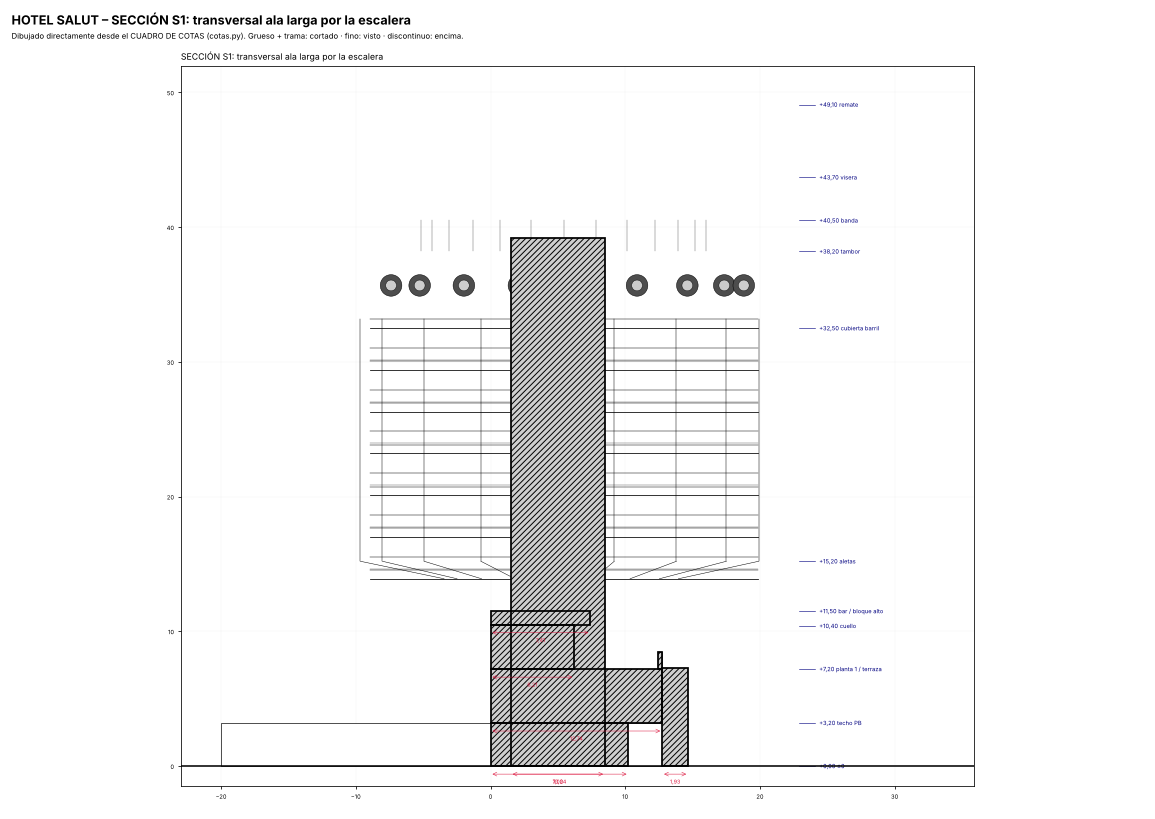 HOTEL SALUT – SECCIÓN S1: transversal ala larga por la escalera
Dibujado directamente desde el CUADRO DE COTAS (cotas.py). Grueso + trama: cortado · fino: visto · discontinuo: encima.
SECCIÓN S1: transversal ala larga por la escalera
50
+49,10 remate
+43,70 visera
40
+40,50 banda
+38,20 tambor
+32,50 cubierta barril
30
20
+15,20 aletas
+11,50 bar / bloque alto
10
+10,40 cuello
+7,20 planta 1 / terraza
+3,20 techo PB
0
1,93
−20
−10
0
10
20
30